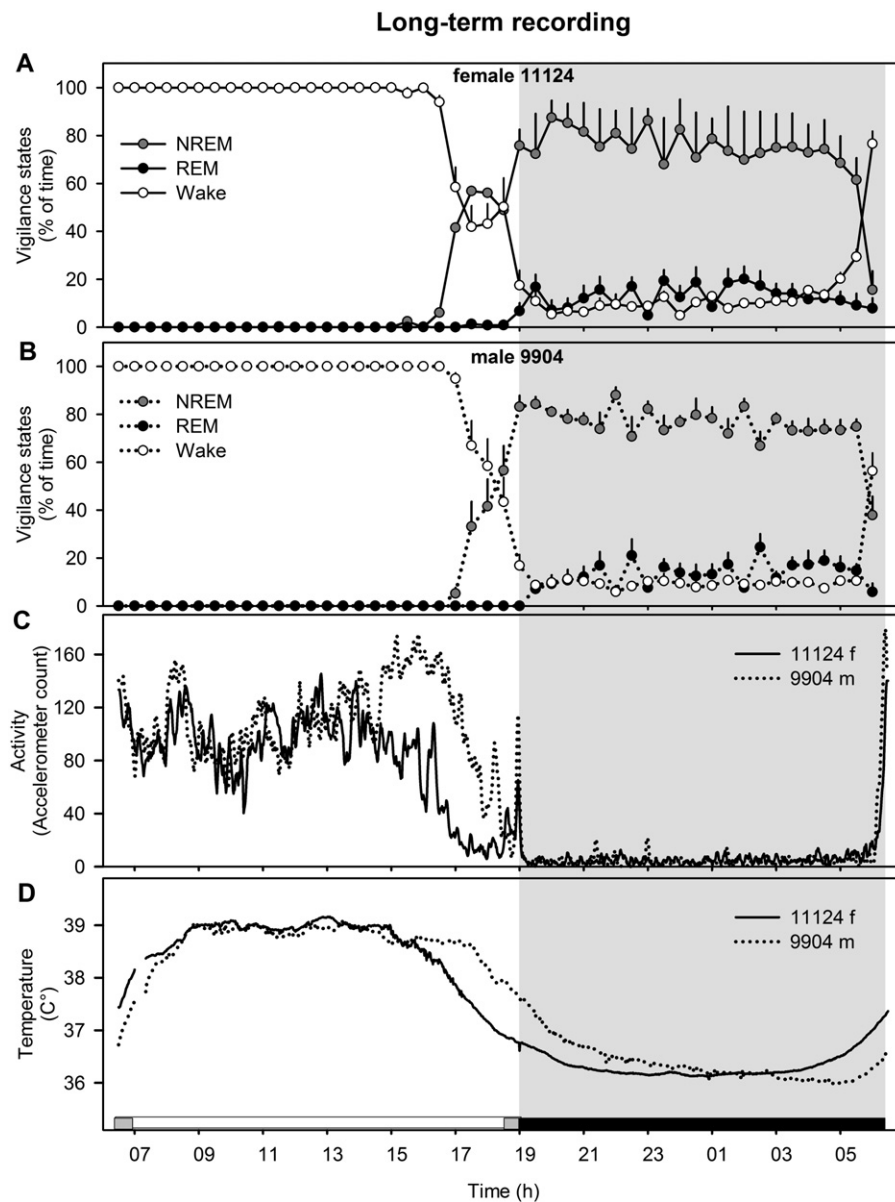 Long-term recording
A
female 11124
100
80
60
40
20
0
Vigilance states
(% of time)
NREM
REM
Wake
B
male 9904
100
80
60
40
20
0
Vigilance states
(% of time)
NREM
REM
Wake
C
160
120
80
40
0
Activity
(Accelerometer count)
11124 f
9904 m
D
39
38
37
36
Temperature
(C°)
11124 f
9904 m
07 09 11 13 15 17 19 21 23 01 03 05
Time (h)